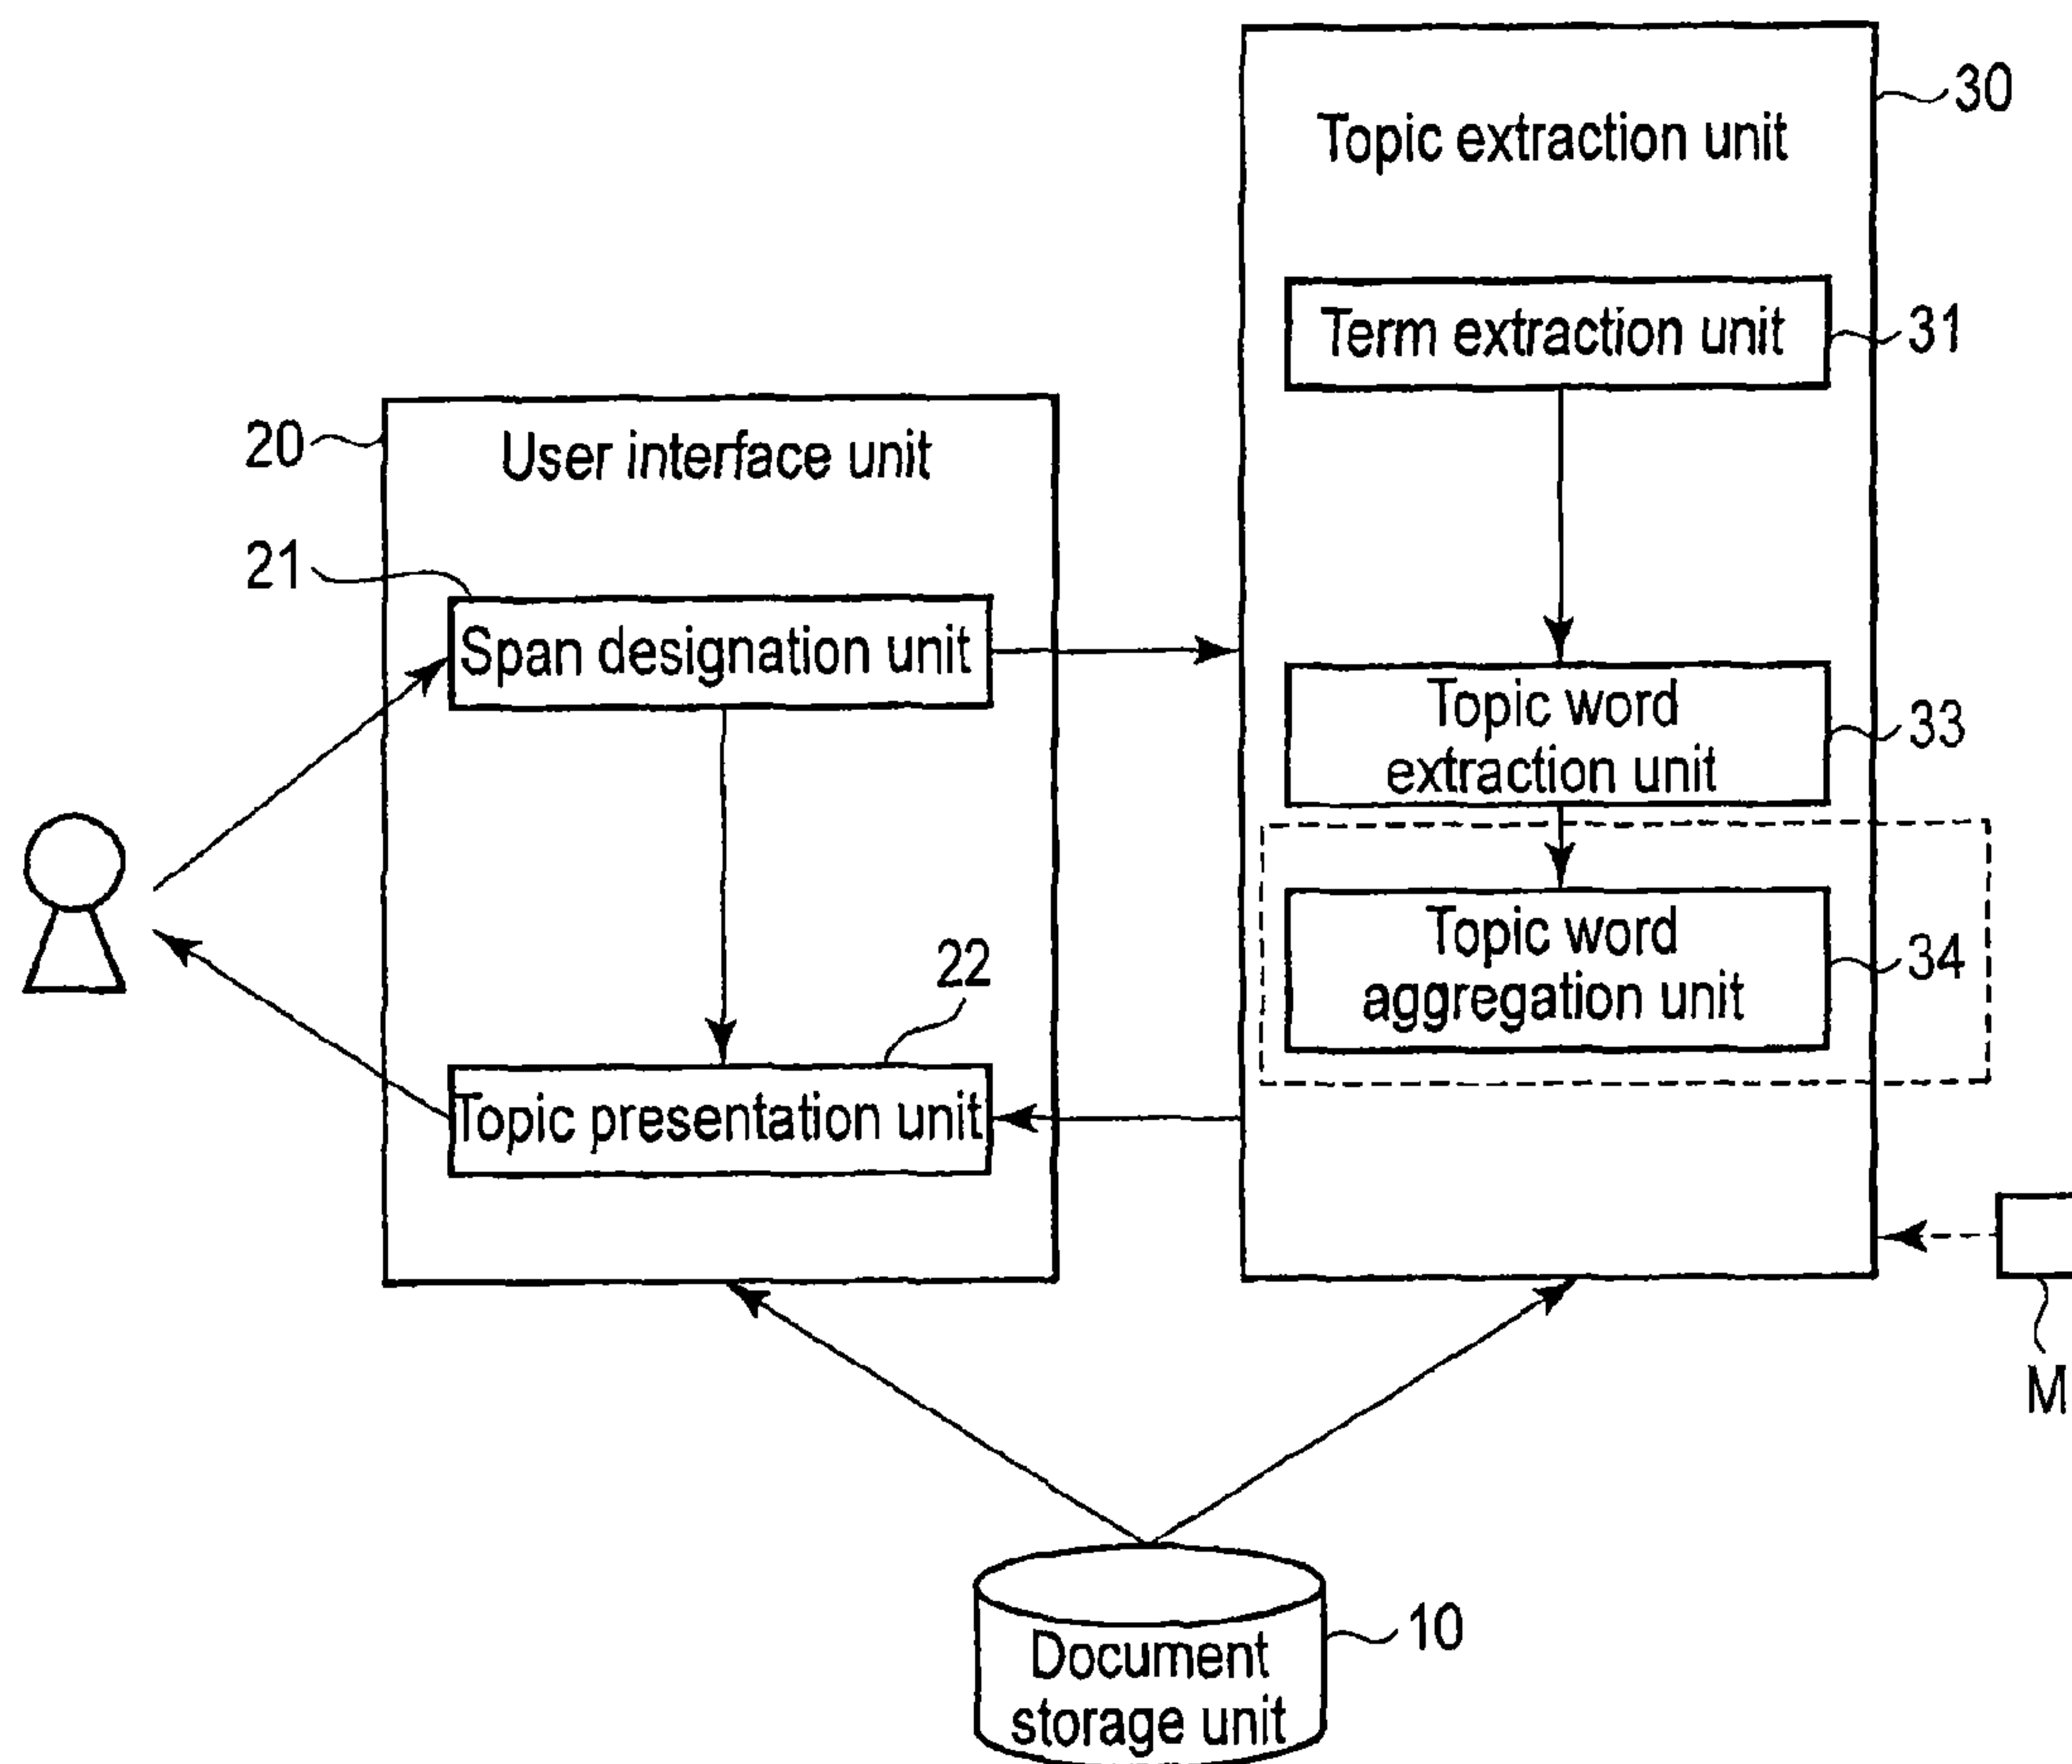 30
Topic extraction unit
Term extraction unit
31
20
User interface unit
21
Span designation unit
Topic word
extraction unit
33
22
Topic word
aggregation unit
34
Topic presentation unit
M
10
Document
storage unit